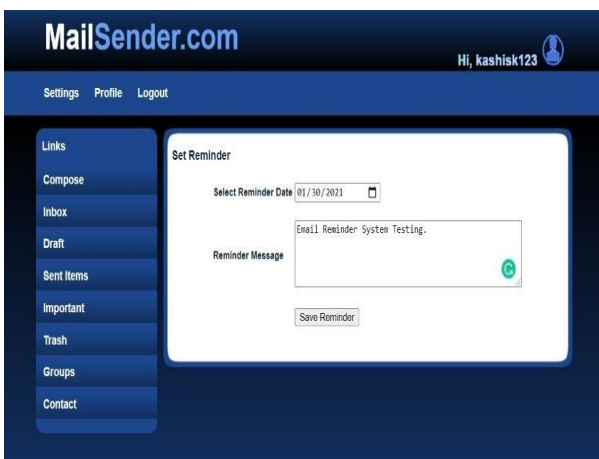 MailSender.com
Hi, kashisk123
Settings Profile Logout
Links
Compose
Inbox
Draft
Sent Items
Important
Trash
Groups
Contact
Set Reminder
Select Reminder Date 01/30/2021
Reminder Message
Email Reminder System Testing.
Save Reminder